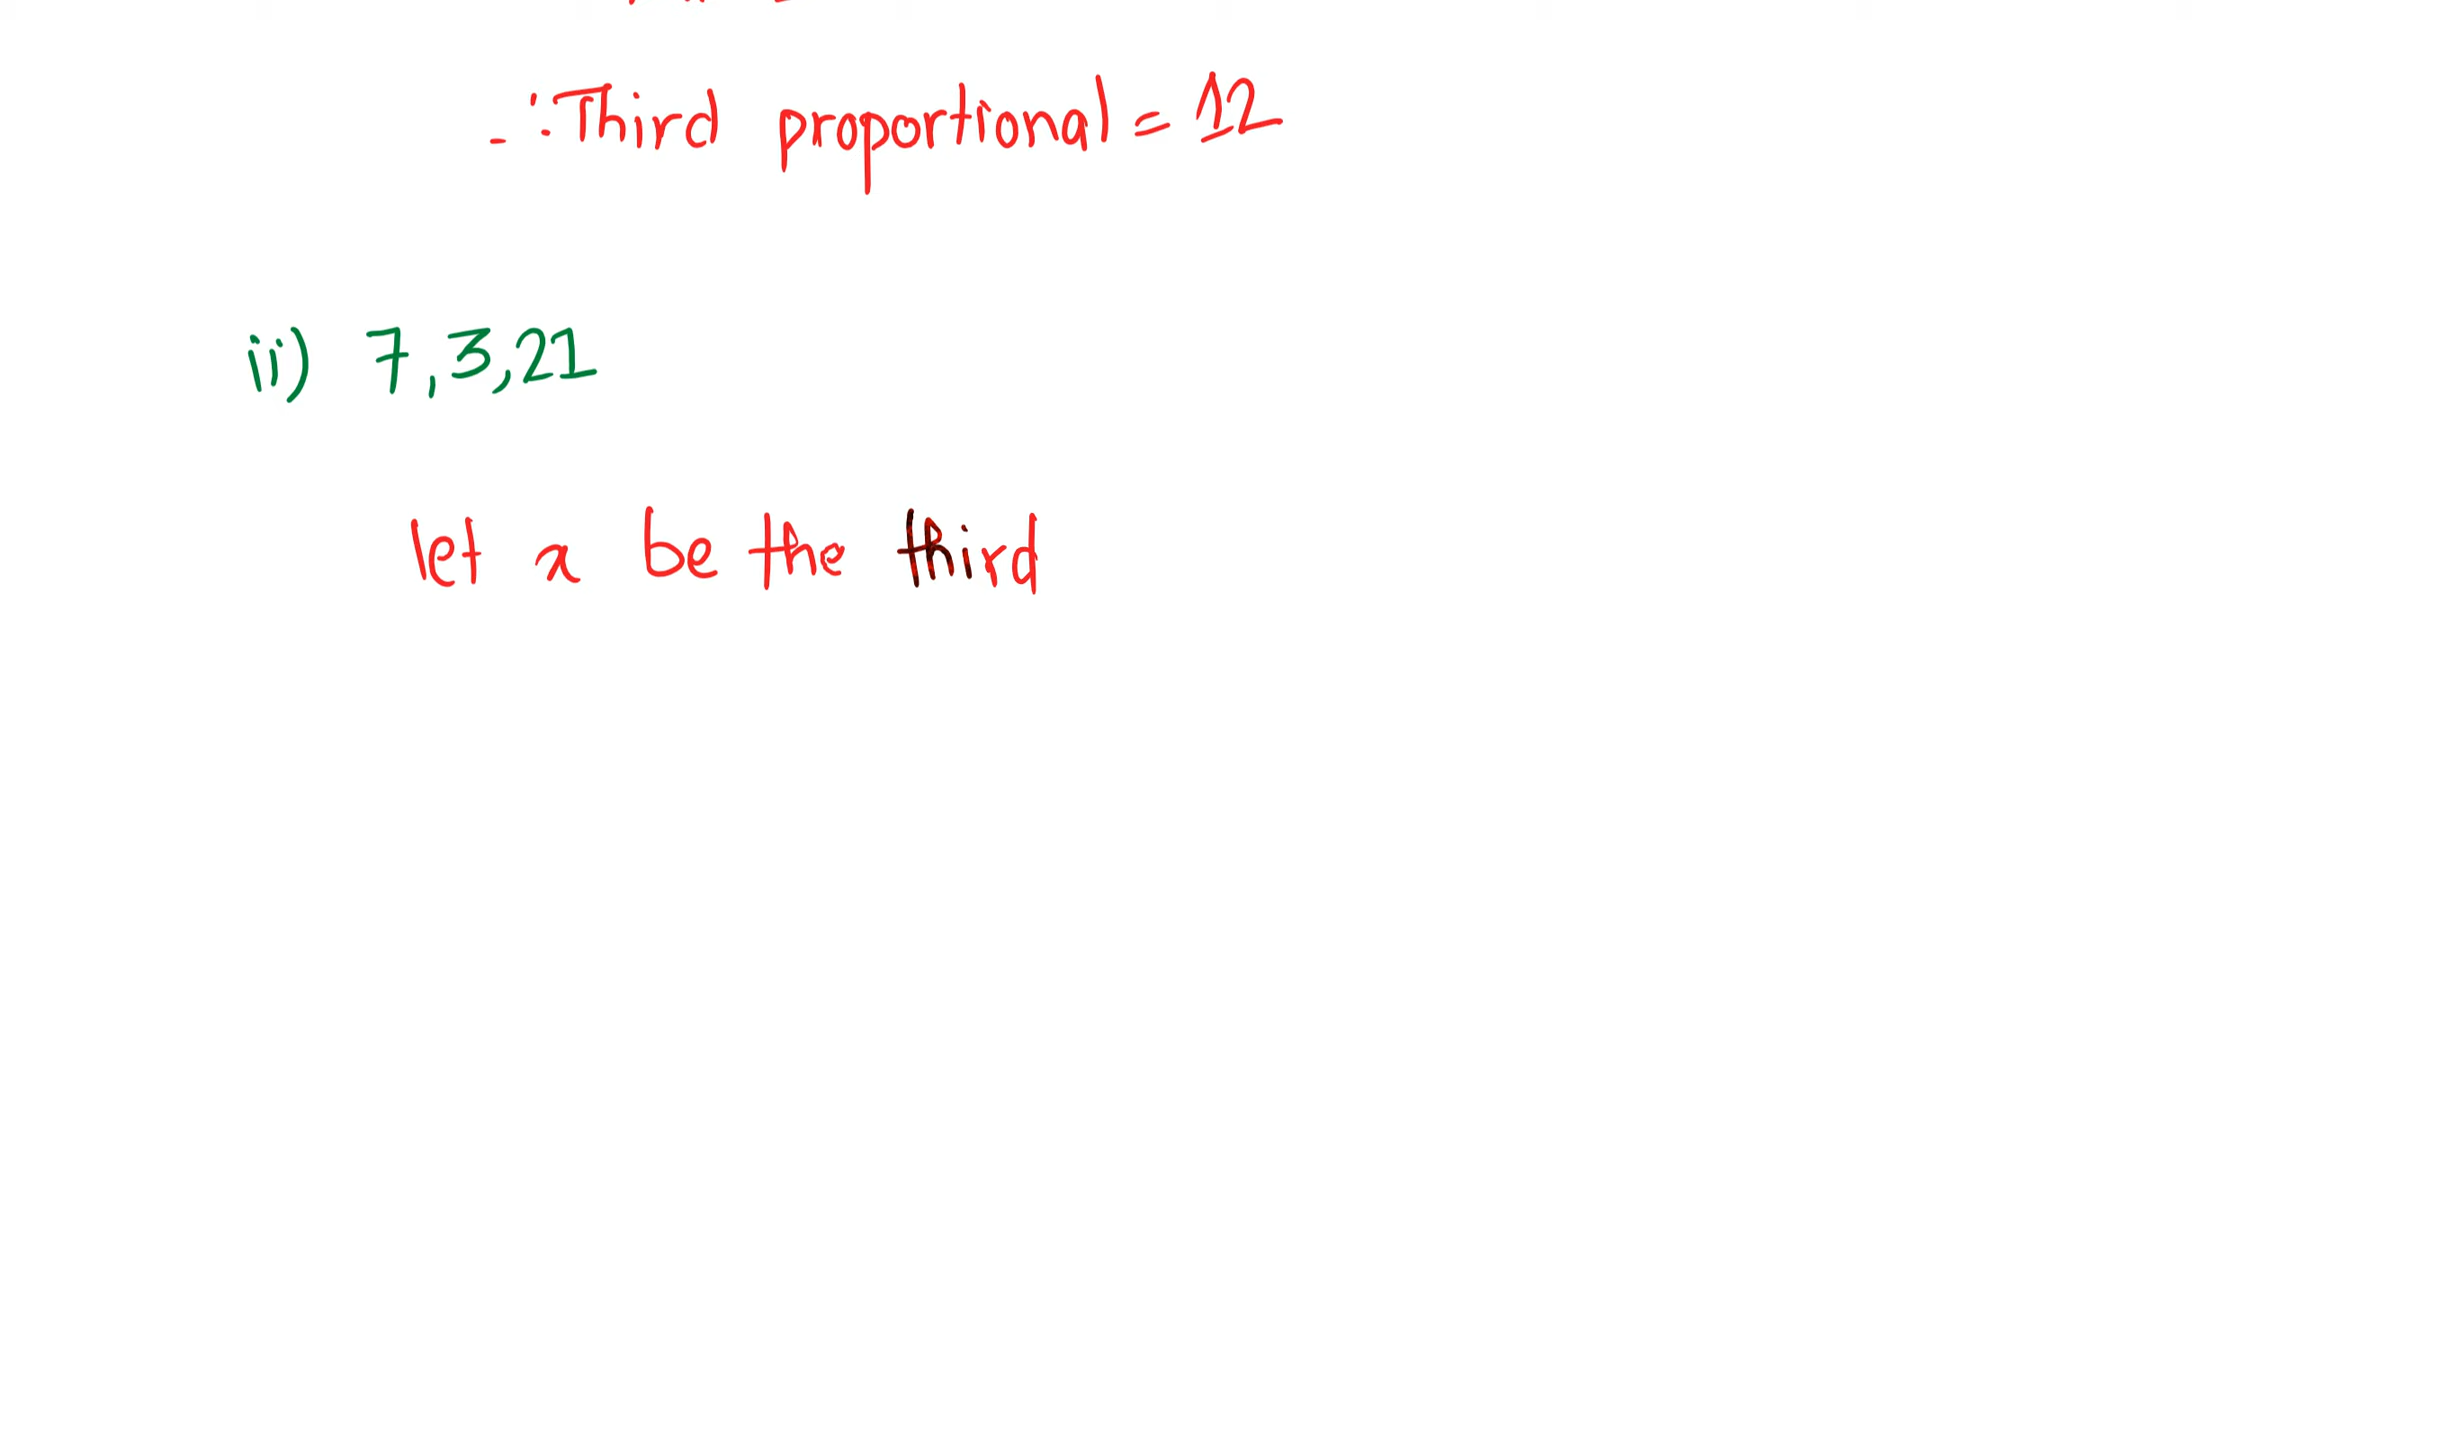 ∴ Third proportional = 12
ii) 7,3,21
let x be the third